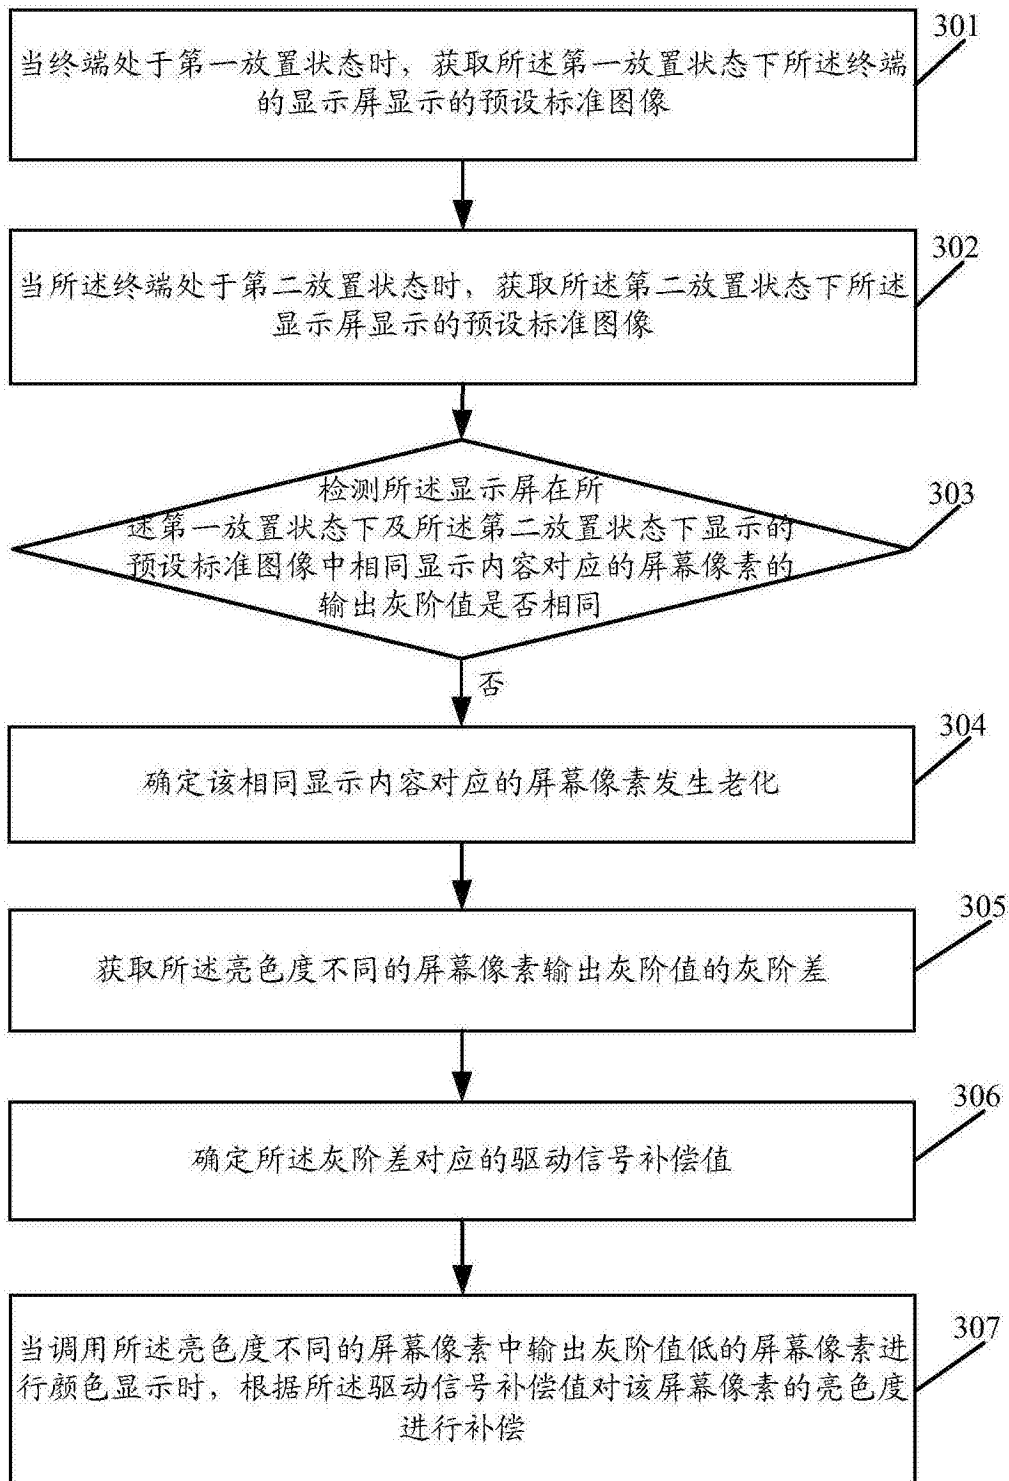 301
当终端处于第一放置状态时，获取所述第一放置状态下所述终端
的显示屏显示的预设标准图像
302
当所述终端处于第二放置状态时，获取所述第二放置状态下所述
显示屏显示的预设标准图像
303
检测所述显示屏在所
述第一放置状态下及所述第二放置状态下显示的
预设标准图像中相同显示内容对应的屏幕像素的
输出灰阶值是否相同
否
304
确定该相同显示内容对应的屏幕像素发生老化
305
获取所述亮色度不同的屏幕像素输出灰阶值的灰阶差
306
确定所述灰阶差对应的驱动信号补偿值
307
当调用所述亮色度不同的屏幕像素中输出灰阶值低的屏幕像素进
行颜色显示时，根据所述驱动信号补偿值对该屏幕像素的亮色度
进行补偿